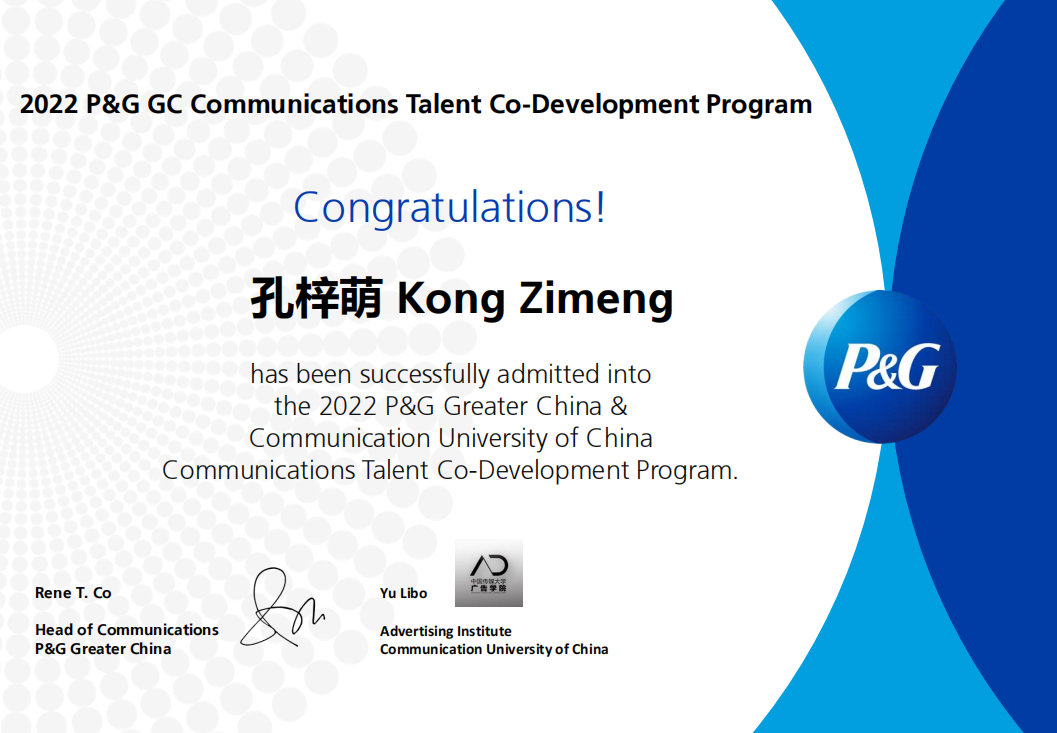 2022 P&G GC Communications Talent Co-Development Program
Congratulations!
孔梓萌 Kong Zimeng
has been successfully admitted into
the 2022 P&G Greater China &
Communication University of China
Communications Talent Co-Development Program.
P&G
Rene T. Co
Head of Communications
P&G Greater China
Yu Libo
AD
中国传媒大学
广告学院
Advertising Institute
Communication University of China